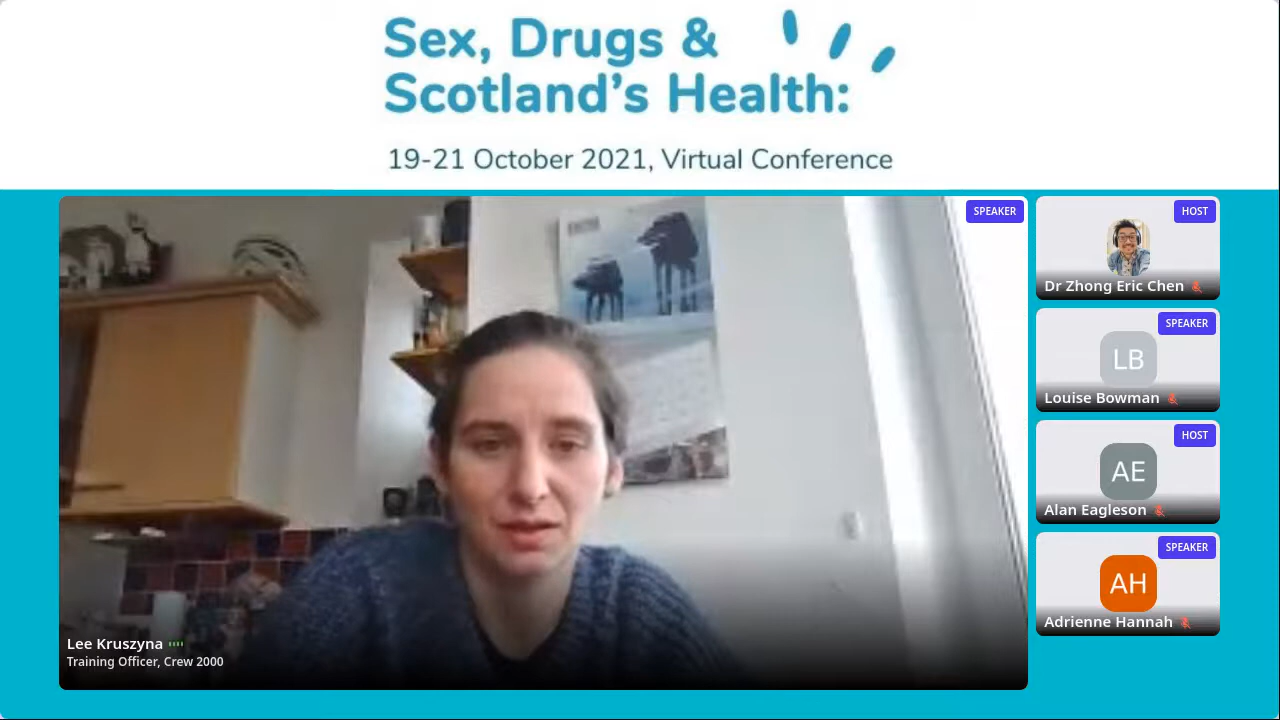 Sex, Drugs &
Scotland's Health:
19-21 October 2021, Virtual Conference
SPEAKER
Lee Kruszyna
Training Officer, Crew 2000
HOST
Dr Zhong Eric Chen
SPEAKER
LB
Louise Bowman
HOST
AE
Alan Eagleson
SPEAKER
AH
Adrienne Hannah